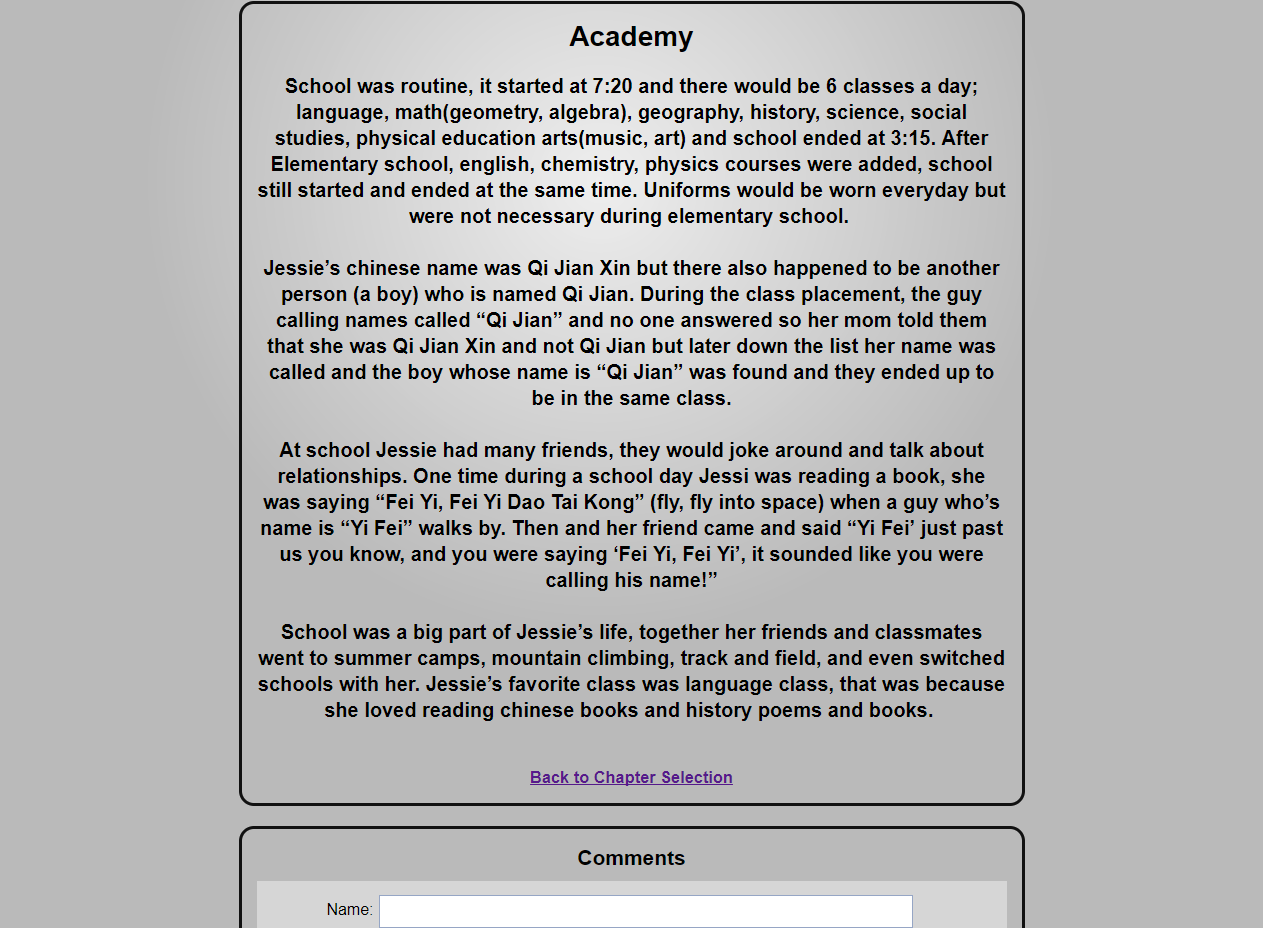 Academy
School was routine, it started at 7:20 and there would be 6 classes a day;
language, math(geometry, algebra), geography, history, science, social
studies, physical education arts(music, art) and school ended at 3:15. After
Elementary school, english, chemistry, physics courses were added, school
still started and ended at the same time. Uniforms would be worn everyday but
were not necessary during elementary school.
Jessie’s chinese name was Qi Jian Xin but there also happened to be another
person (a boy) who is named Qi Jian. During the class placement, the guy
calling names called “Qi Jian” and no one answered so her mom told them
that she was Qi Jian Xin and not Qi Jian but later down the list her name was
called and the boy whose name is “Qi Jian” was found and they ended up to
be in the same class.
At school Jessie had many friends, they would joke around and talk about
relationships. One time during a school day Jessi was reading a book, she
was saying “Fei Yi, Fei Yi Dao Tai Kong” (fly, fly into space) when a guy who’s
name is “Yi Fei” walks by. Then and her friend came and said “Yi Fei’ just past
us you know, and you were saying ‘Fei Yi, Fei Yi’, it sounded like you were
calling his name!”
School was a big part of Jessie’s life, together her friends and classmates
went to summer camps, mountain climbing, track and field, and even switched
schools with her. Jessie’s favorite class was language class, that was because
she loved reading chinese books and history poems and books.
Back to Chapter Selection
Comments
Name: